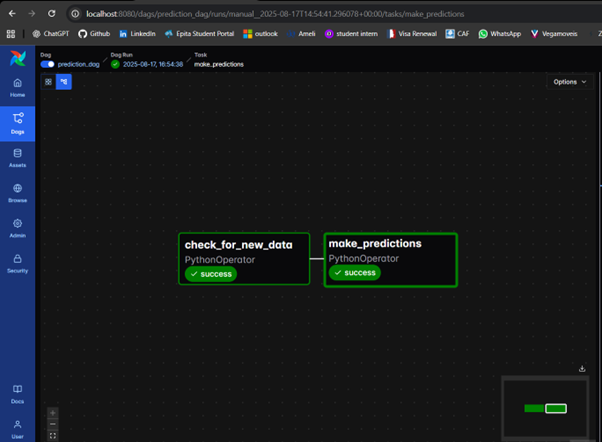 localhost:8080/dags/prediction_dag/runs/manual__2025-08-17T14:54:41.296078+00:00/tasks/make_predictions
ChatGPT Github LinkedIn Epita Student Portal outlook Ameli student intern Visa Renewal CAF WhatsApp Vegamoveis
Dag Dag Run Task
prediction_dag / 2025-08-17, 16:54:38 / make_predictions
Options
Home
Dags
Assets
Browse
Admin
Security
check_for_new_data
PythonOperator
success
make_predictions
PythonOperator
success
Docs
User